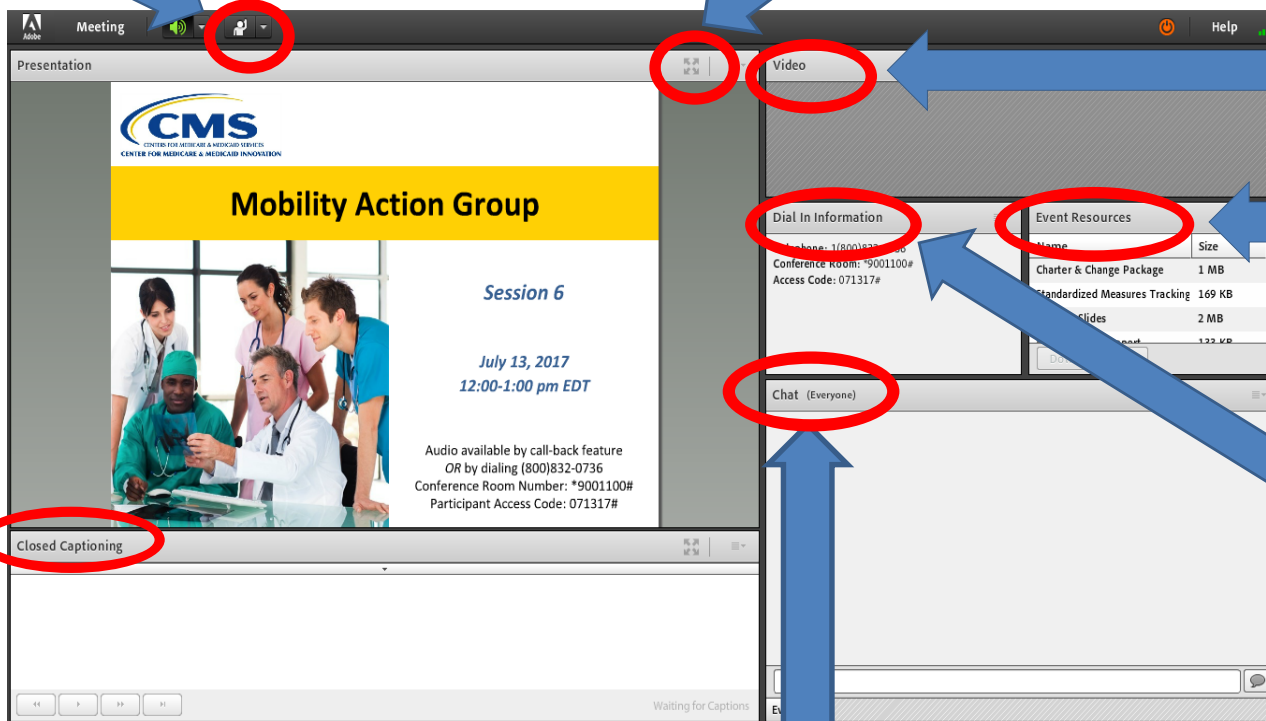 Adobe
Meeting
Help
Presentation
CMS
CENTERS FOR MEDICARE & MEDICAID SERVICES
CENTER FOR MEDICARE & MEDICAID INNOVATION
Mobility Action Group
Session 6
July 13, 2017
12:00-1:00 pm EDT
Audio available by call-back feature
OR by dialing (800)832-0736
Conference Room Number: *9001100#
Participant Access Code: 071317#
Closed Captioning
Waiting for Captions
Video
Dial In Information
Conference Room: *9001100#
Access Code: 071317#
Event Resources
Name Size
Charter & Change Package 1 MB
Standardized Measures Tracking 169 KB
Slides 2 MB
133 KB
Chat (Everyone)